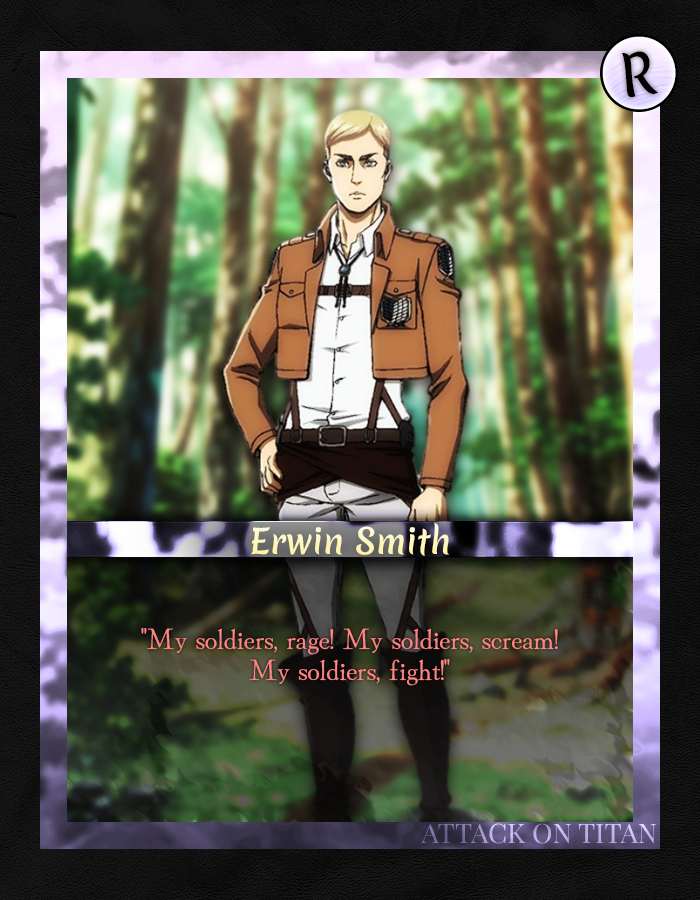 R
Erwin Smith
"My soldiers, rage! My soldiers, scream!
My soldiers, fight!"
ATTACK ON TITAN